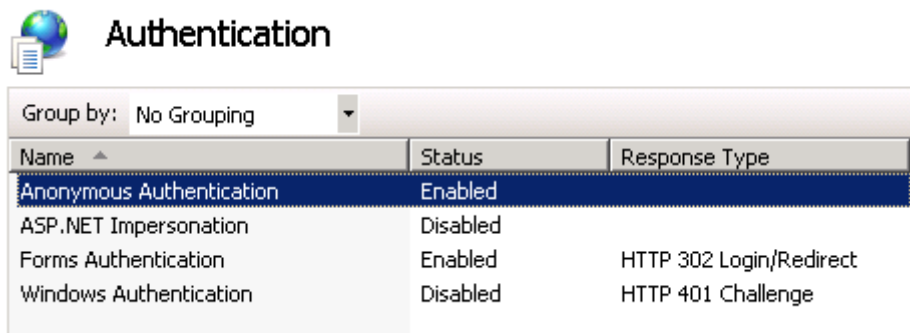 Authentication
Group by: No Grouping
Name Status Response Type
Anonymous Authentication Enabled
ASP.NET Impersonation Disabled
Forms Authentication Enabled HTTP 302 Login/Redirect
Windows Authentication Disabled HTTP 401 Challenge